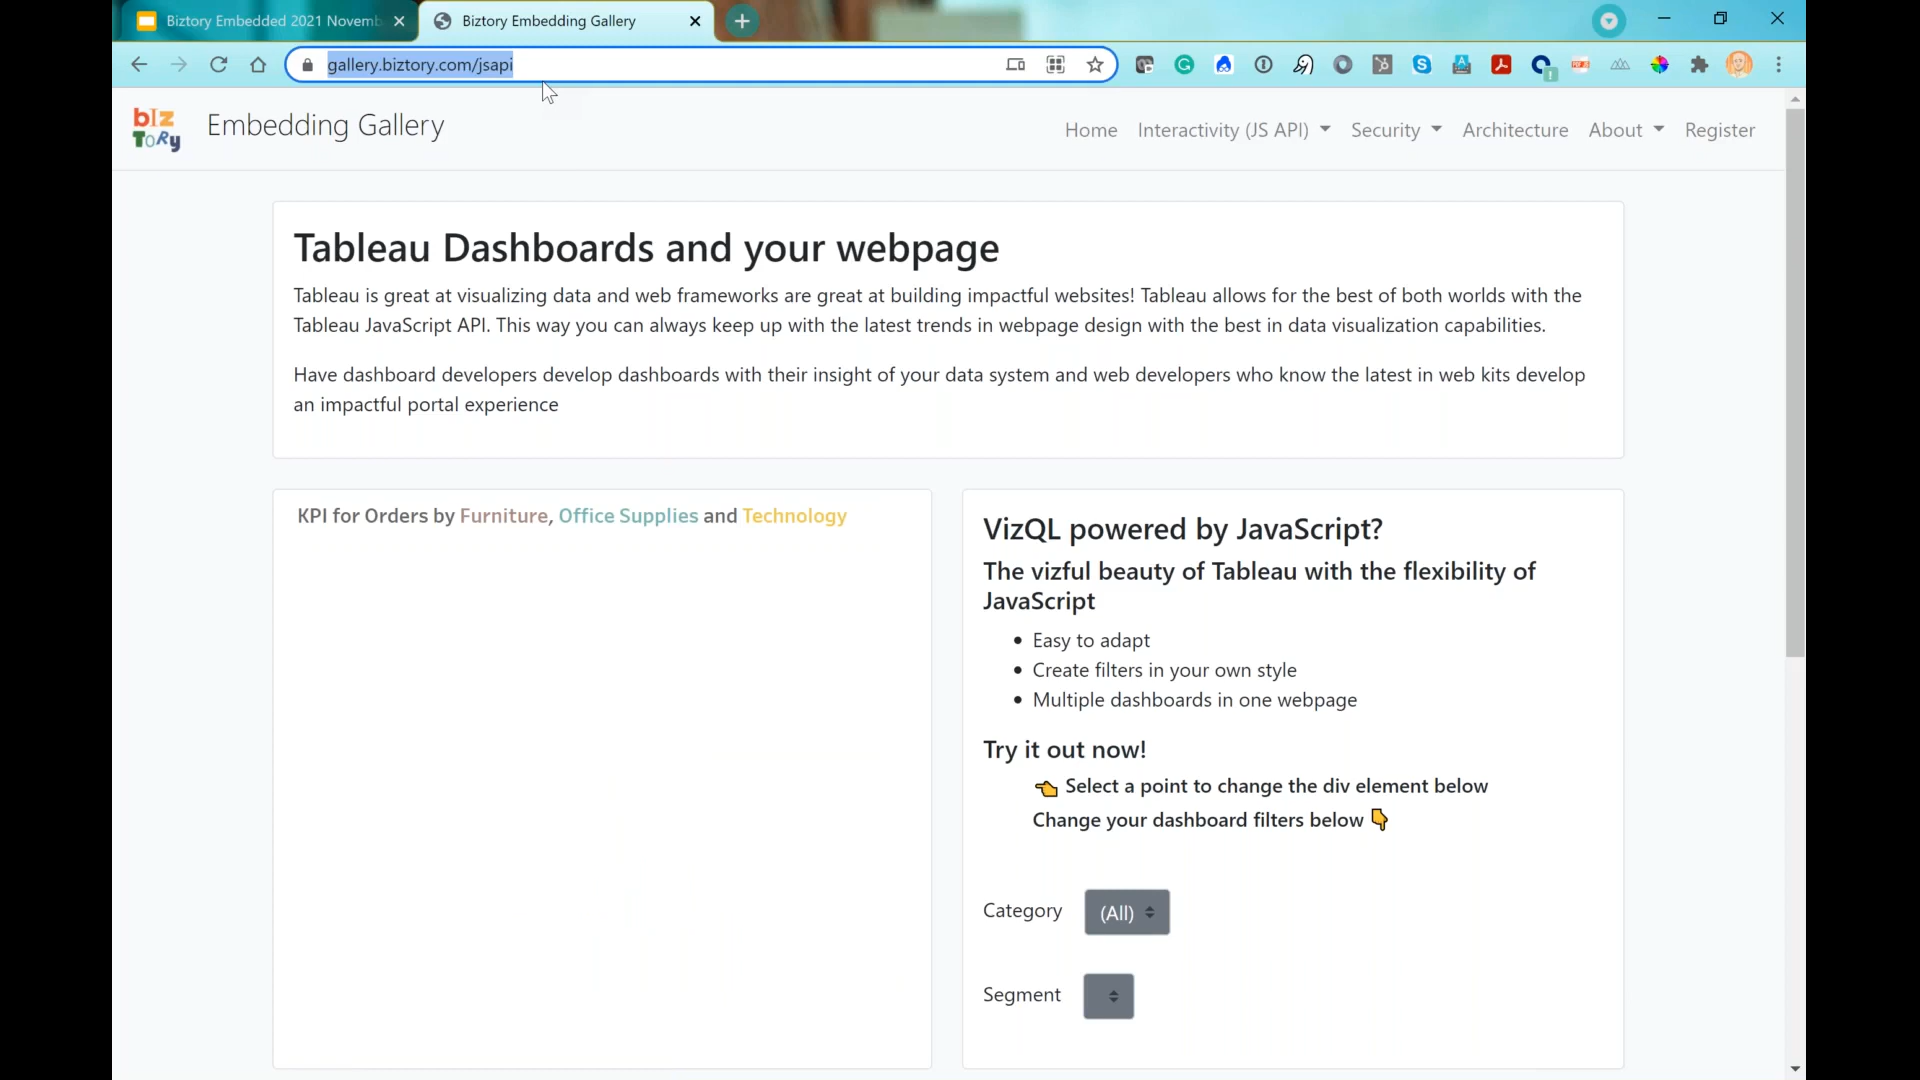 Biztory Embedded 2021 Novemb
Biztory Embedding Gallery
gallery.biztory.com/jsapi
bIz
ToRy
Embedding Gallery
Home
Interactivity (JS API)
Security
Architecture
About
Register
Tableau Dashboards and your webpage
Tableau is great at visualizing data and web frameworks are great at building impactful websites! Tableau allows for the best of both worlds with the
Tableau JavaScript API. This way you can always keep up with the latest trends in webpage design with the best in data visualization capabilities.
Have dashboard developers develop dashboards with their insight of your data system and web developers who know the latest in web kits develop
an impactful portal experience
KPI for Orders by Furniture, Office Supplies and Technology
VizQL powered by JavaScript?
The vizful beauty of Tableau with the flexibility of
JavaScript
Easy to adapt
Create filters in your own style
Multiple dashboards in one webpage
Try it out now!
Select a point to change the div element below
Change your dashboard filters below
Category
(All)
Segment